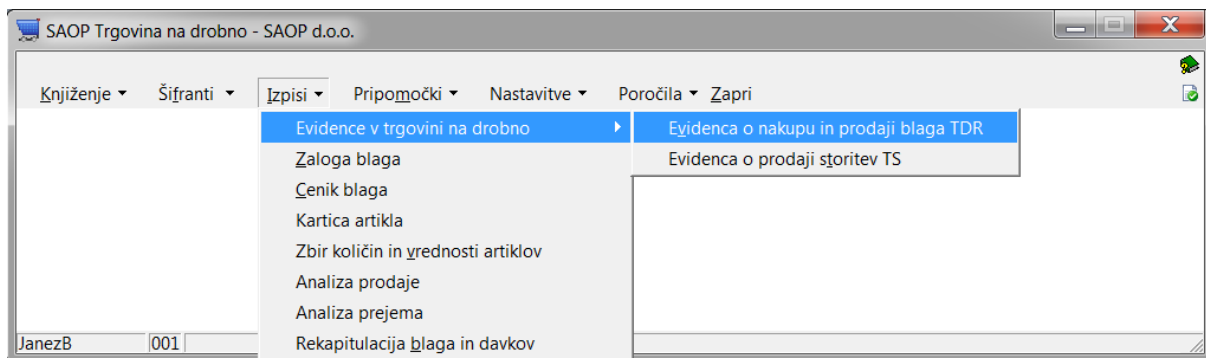 SAOP Trgovina na drobno - SAOP d.o.o.
Knjiženje Šifranti Izpisi Pripomočki Nastavitve Poročila Zapri
Evidence v trgovini na drobno Evidenca o nakupu in prodaji blaga TDR
Zaloga blaga Evidenca o prodaji storitev TS
Cenik blaga
Kartica artikla
Zbir količin in vrednosti artiklov
Analiza prodaje
Analiza prejema
JanezB 001 Rekapitulacija blaga in davkov